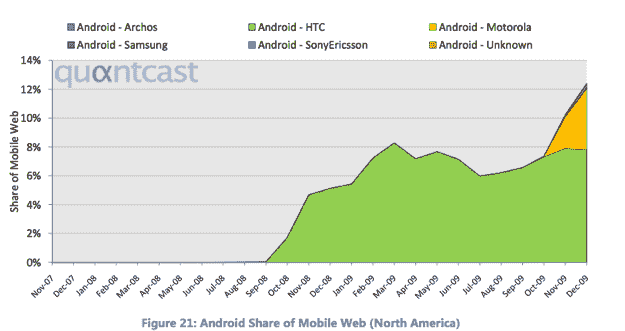 Android - Archos Android - HTC Android - Motorola
Android - Samsung Android - SonyEricsson Android - Unknown
quantcast
Share of Mobile Web
14%
12%
10%
8%
6%
4%
2%
0%
Nov-07 Dec-07 Jan-08 Feb-08 Mar-08 Apr-08 May-08 Jun-08 Jul-08 Aug-08 Sep-08 Oct-08 Nov-08 Dec-08 Jan-09 Feb-09 Mar-09 Apr-09 May-09 Jun-09 Jul-09 Aug-09 Sep-09 Oct-09 Nov-09 Dec-09
Figure 21: Android Share of Mobile Web (North America)